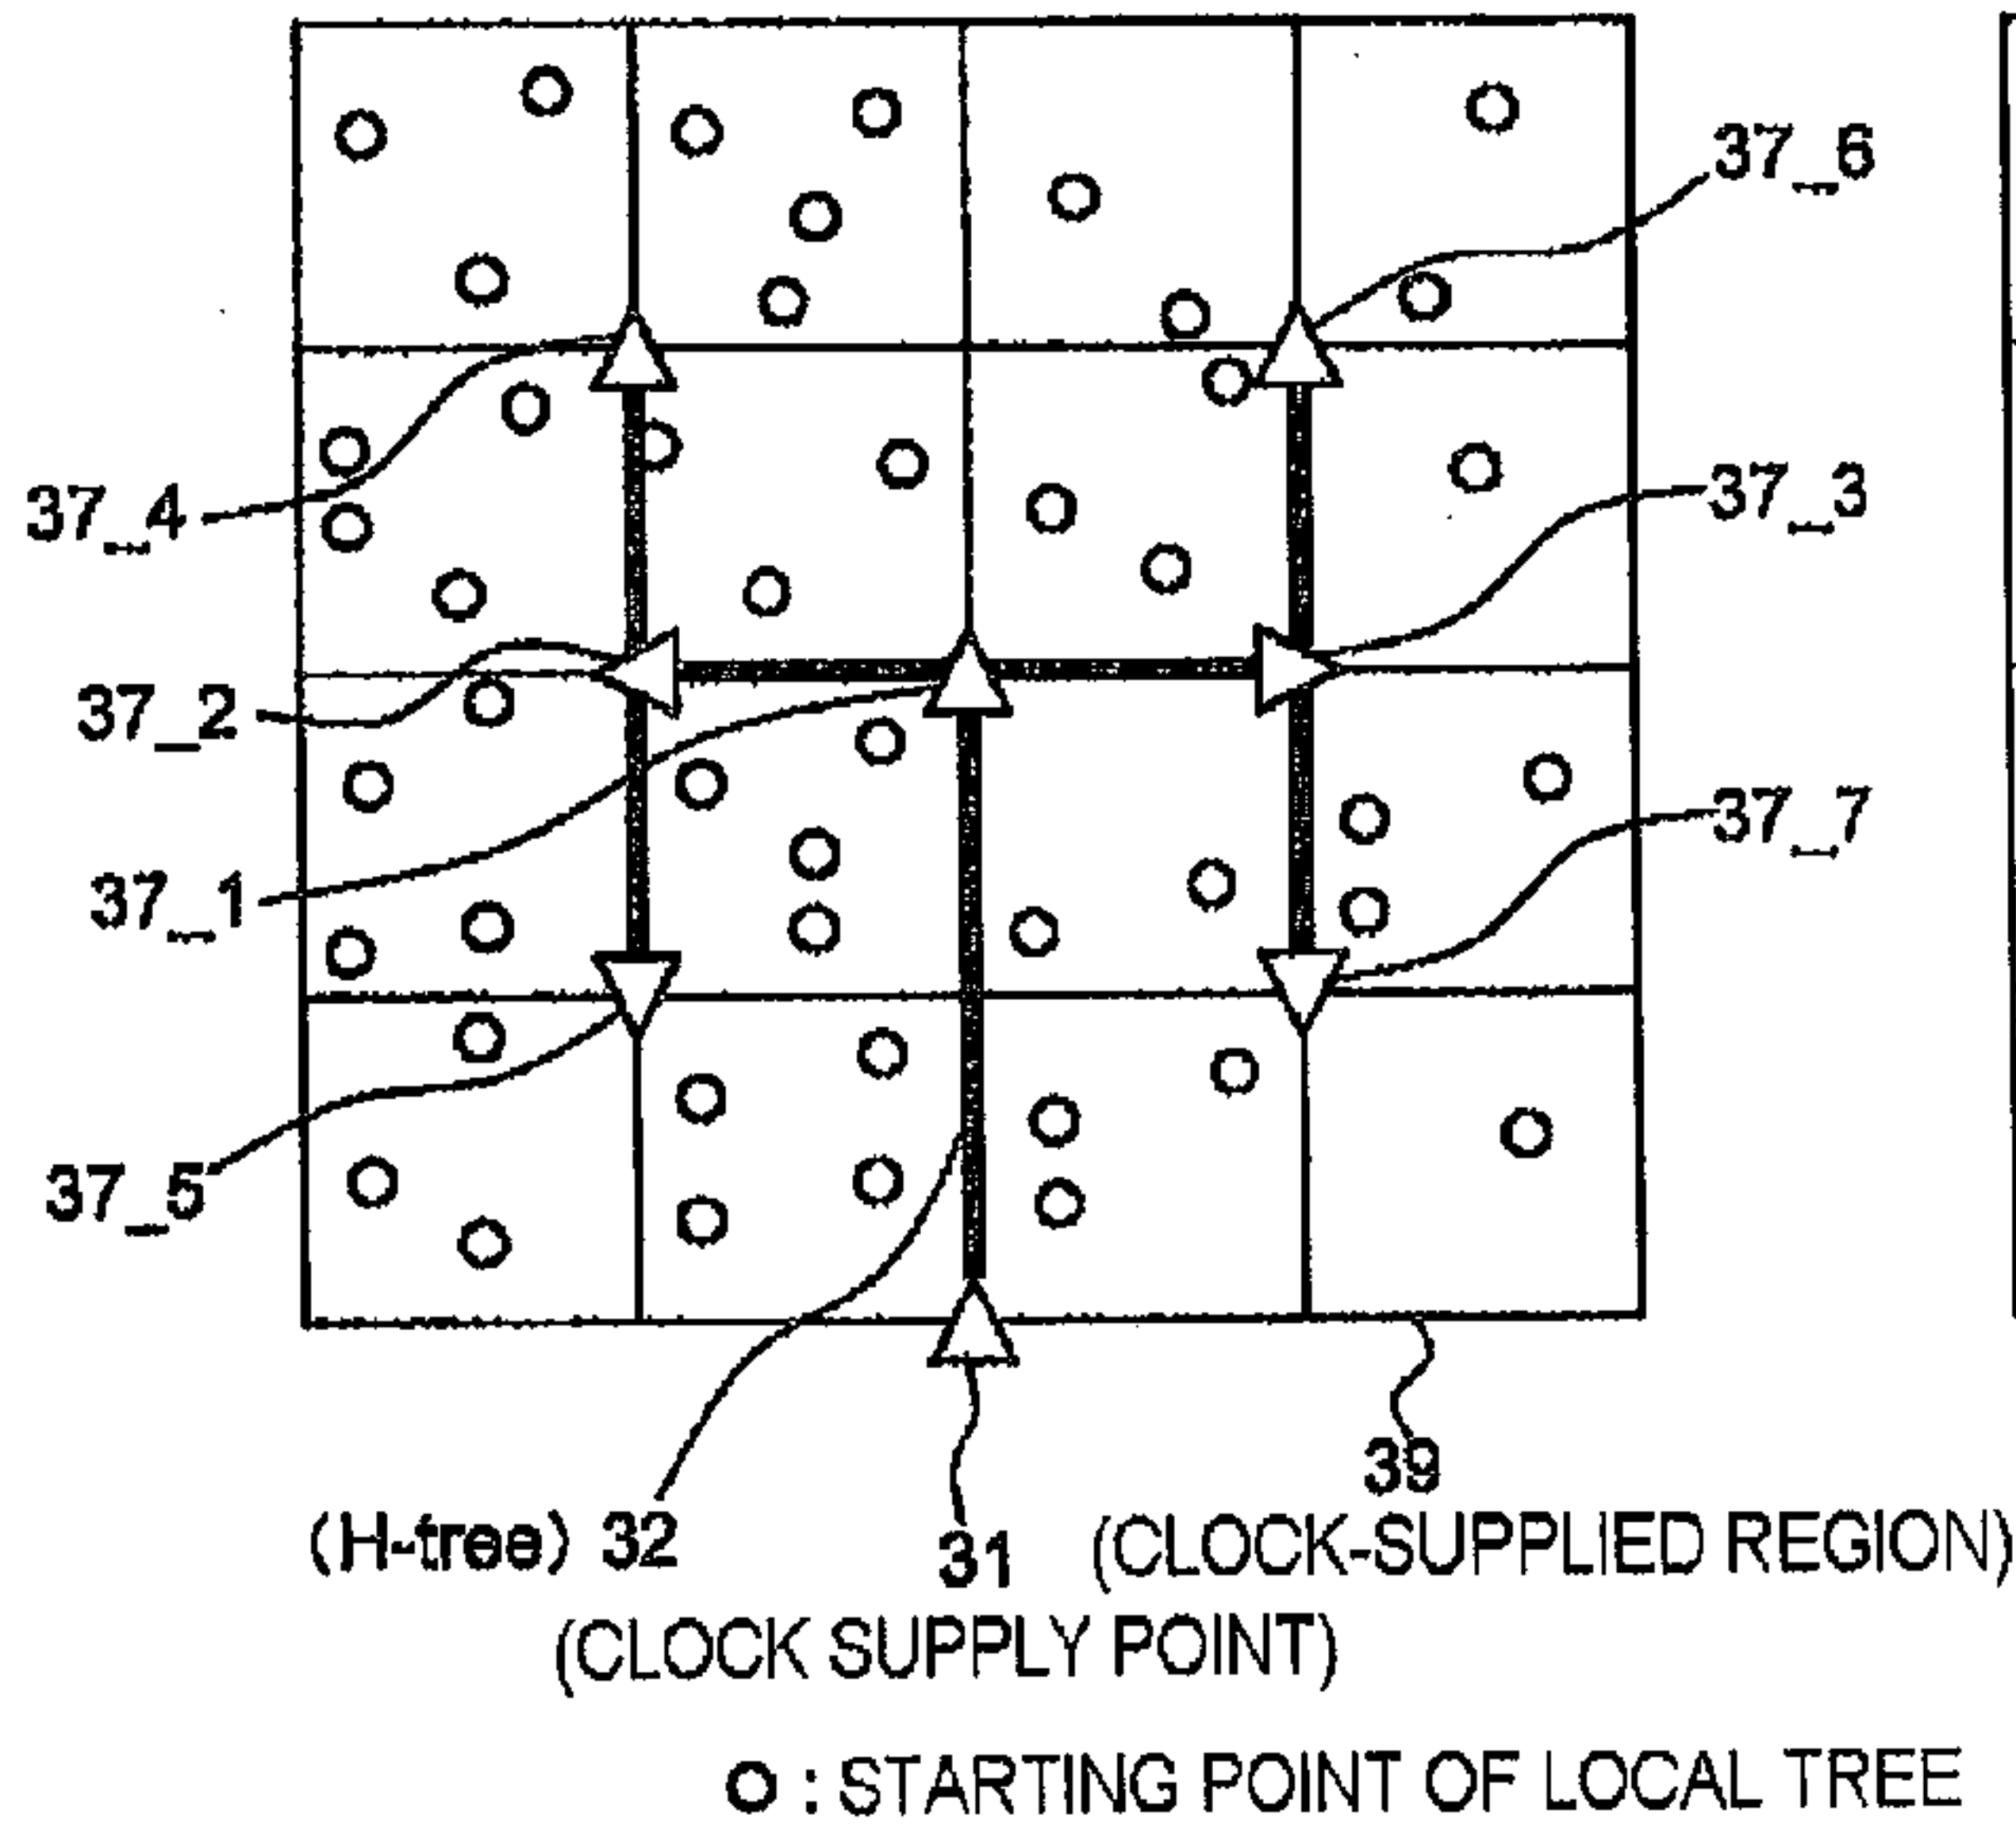 37_6
37_4
37_3
37_2
37_7
37_1
37_5
39
(H-tree) 32
31 (CLOCK-SUPPLIED REGION)
(CLOCK SUPPLY POINT)
O : STARTING POINT OF LOCAL TREE